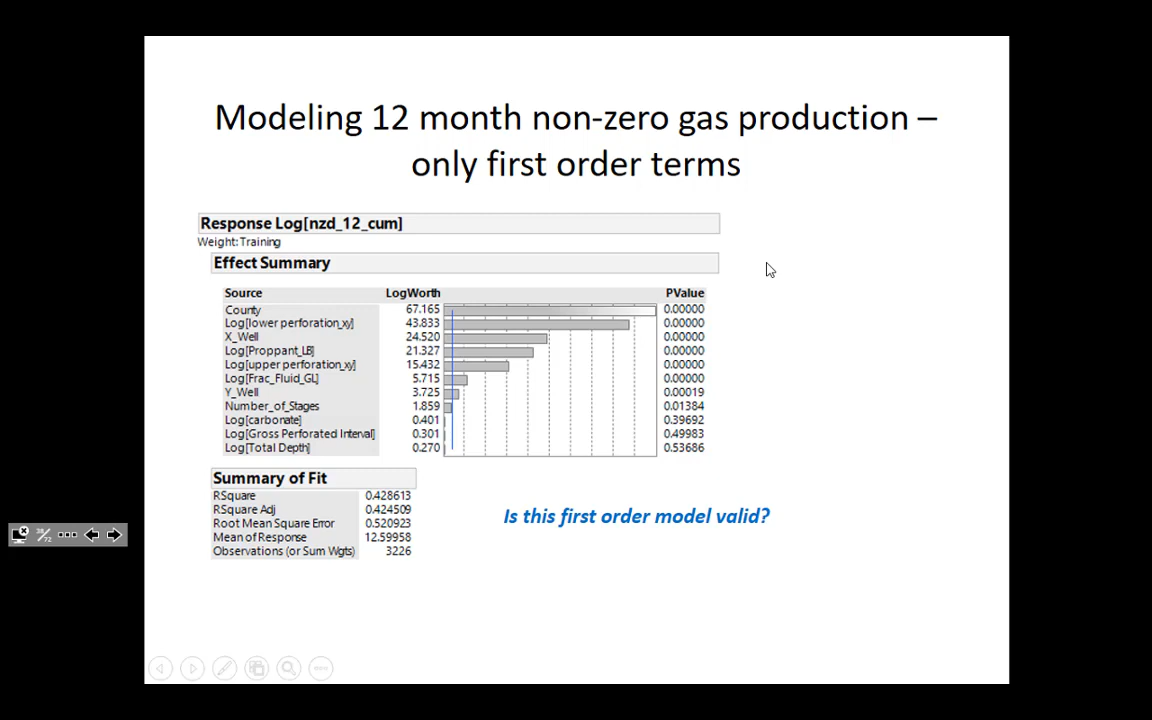 Modeling 12 month non-zero gas production –
only first order terms
Response Log[nzd_12_cum]
Weight: Training
Effect Summary
Source LogWorth PValue
County 67.165 0.00000
Log[lower perforation_xy] 43.833 0.00000
X_Well 24.520 0.00000
Log[Proppant_LB] 21.327 0.00000
Log[upper perforation_xy] 15.432 0.00000
Log[Frac_Fluid_GL] 5.715 0.00000
Y_Well 3.725 0.00019
Number_of_Stages 1.859 0.01384
Log[carbonate] 0.401 0.39692
Log[Gross Perforated Interval] 0.301 0.49983
Log[Total Depth] 0.270 0.53686
Summary of Fit
RSquare 0.428613
RSquare Adj 0.424509
Root Mean Square Error 0.520923
Mean of Response 12.59958
Observations (or Sum Wgts) 3226
Is this first order model valid?
38/72